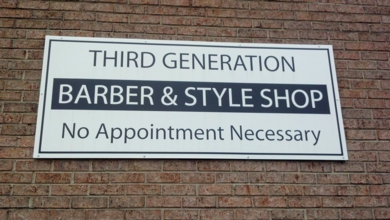 THIRD GENERATION
BARBER & STYLE SHOP
No Appointment Necessary